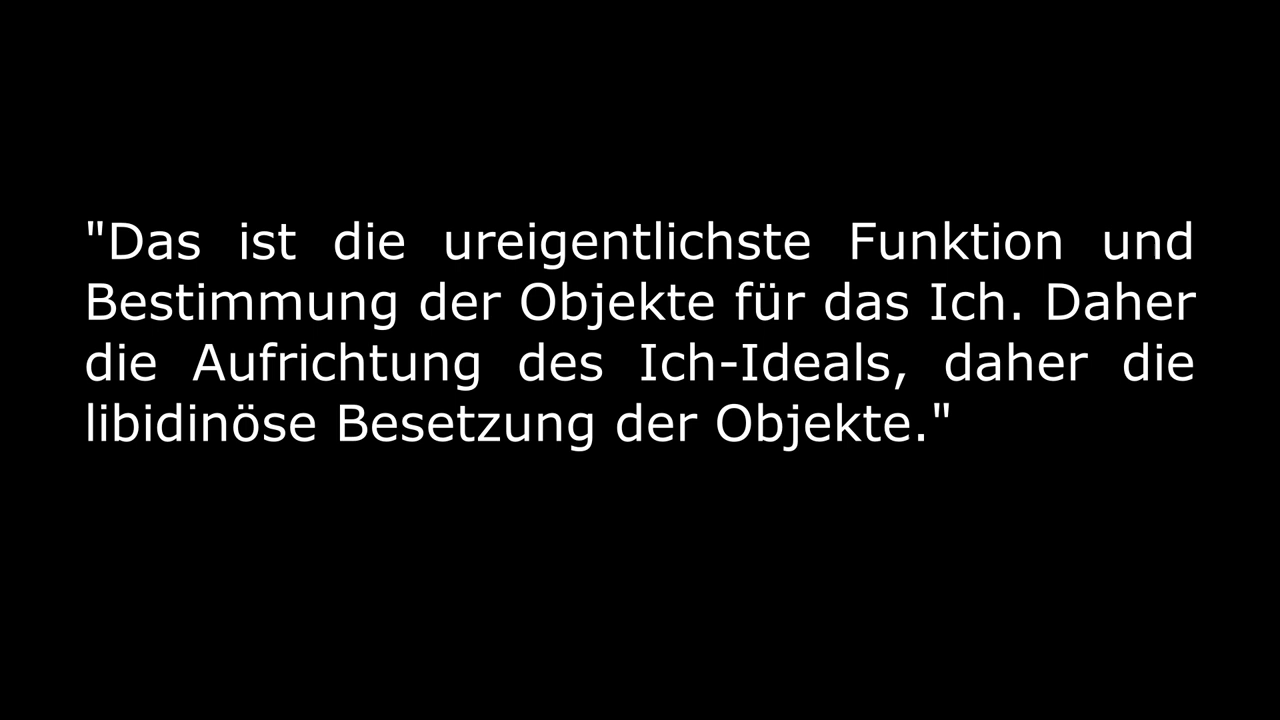 "Das ist die ureigentlichste Funktion und
Bestimmung der Objekte für das Ich. Daher
die Aufrichtung des Ich-Ideals, daher die
libidinöse Besetzung der Objekte."